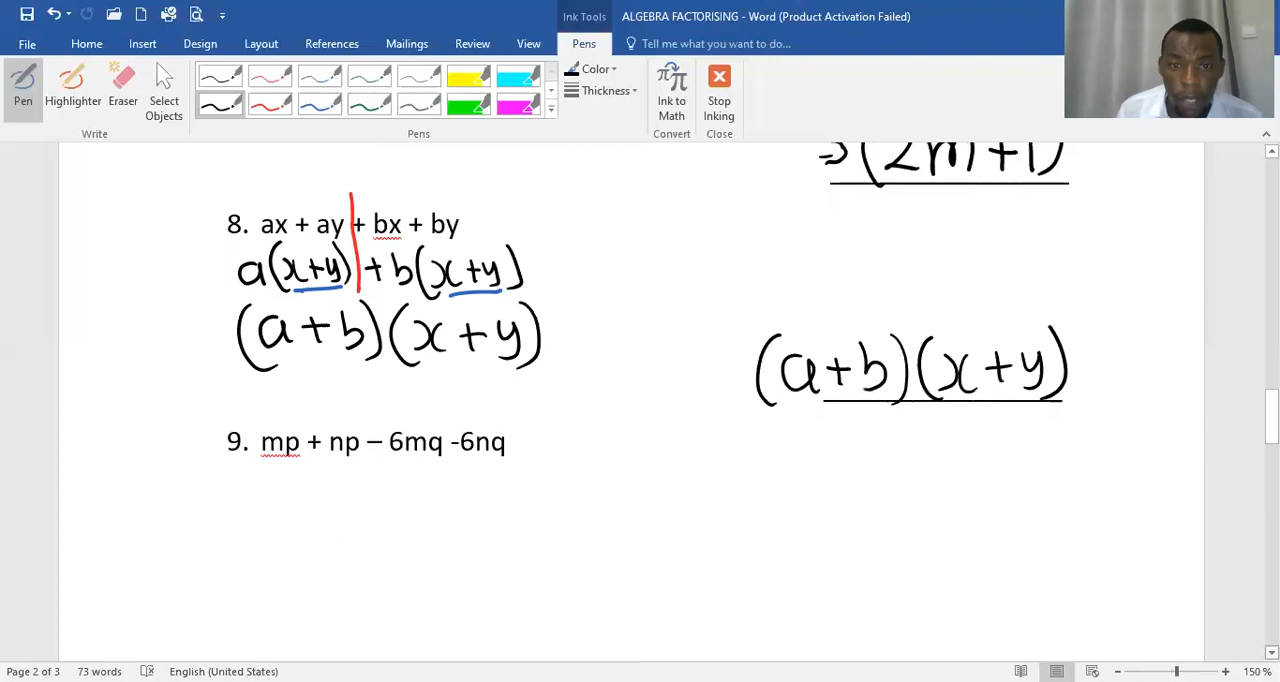 Ink Tools
ALGEBRA FACTORISING - Word (Product Activation Failed)
File Home Insert Design Layout References Mailings Review View Pens Tell me what you want to do...
Pen Highlighter Eraser Select Objects
Color
Thickness
Ink to Math
Stop Inking
Write Pens Convert Close
(2m+1)
8. ax + ay + bx + by
a(x+y) + b(x+y)
(a+b)(x+y)
(a+b)(x+y)
9. mp + np – 6mq -6nq
Page 2 of 3 73 words English (United States) 150 %